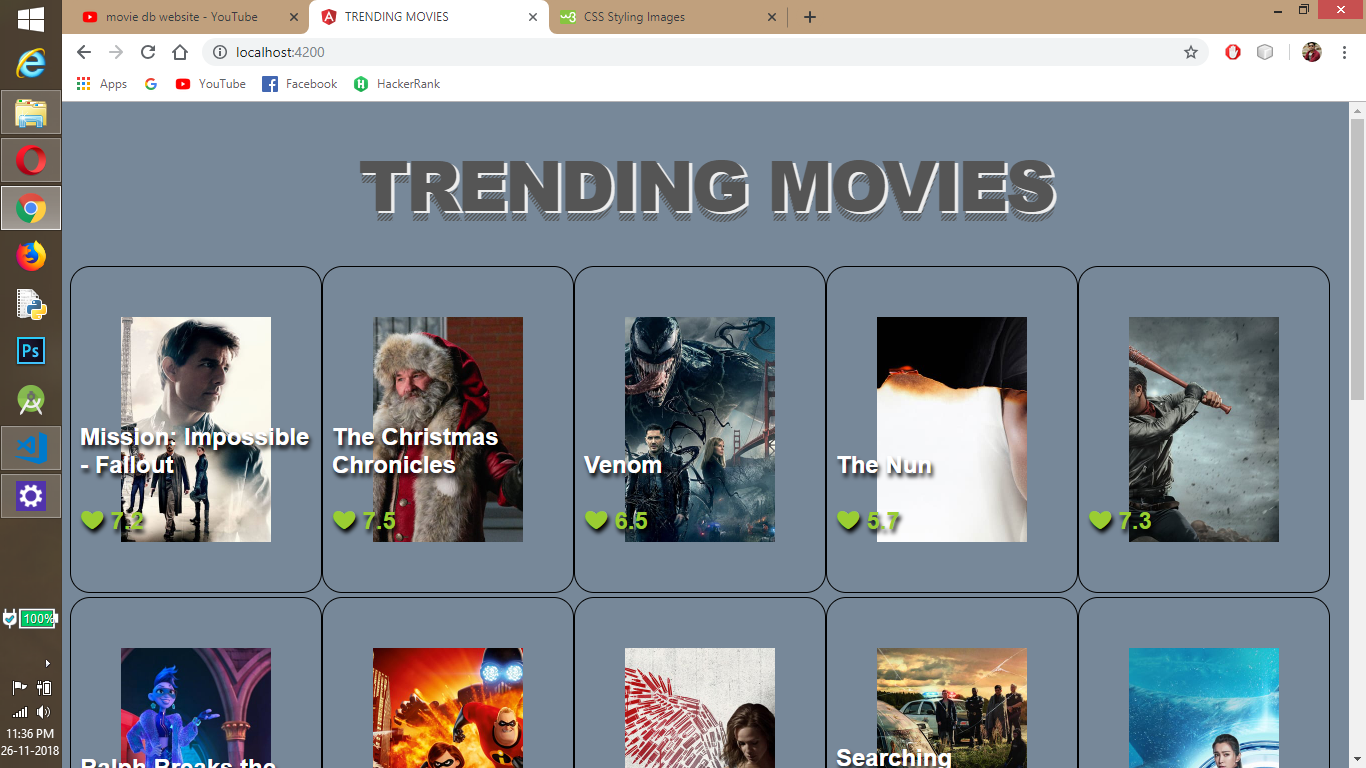 movie db website - YouTube
TRENDING MOVIES
CSS Styling Images
localhost:4200
Apps
YouTube
Facebook
HackerRank
TRENDING MOVIES
Mission: Impossible
- Fallout
7.2
The Christmas
Chronicles
7.5
Venom
6.5
The Nun
5.7
7.3
Ralph Breaks the
Searching
Ps
100%
11:36 PM
26-11-2018